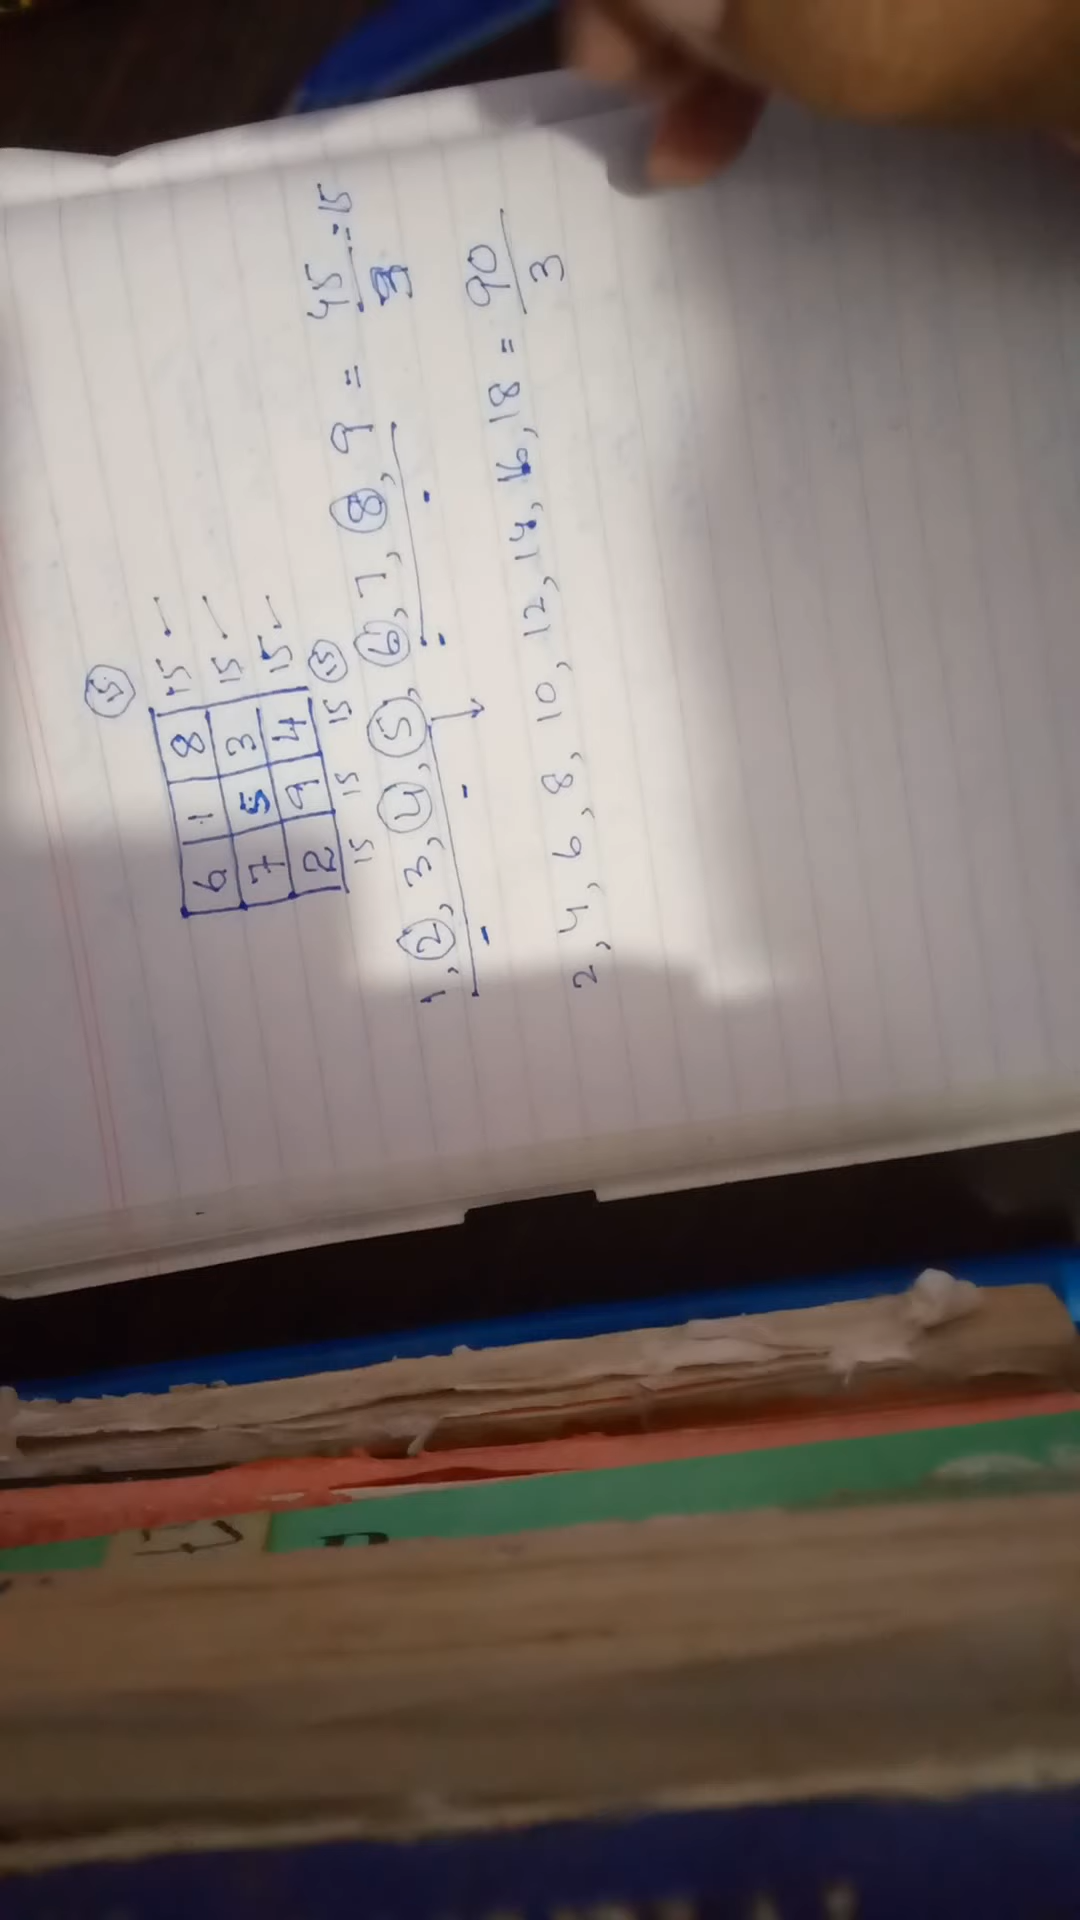 15
6 1 8 15 ✓
7 5 3 15 ✓
2 9 4 15 ✓
15 15 15 15
1, 2, 3, 4, 5, 6, 7, 8, 9 = 45/3 = 15
2, 4, 6, 8, 10, 12, 14, 16, 18 = 90/3